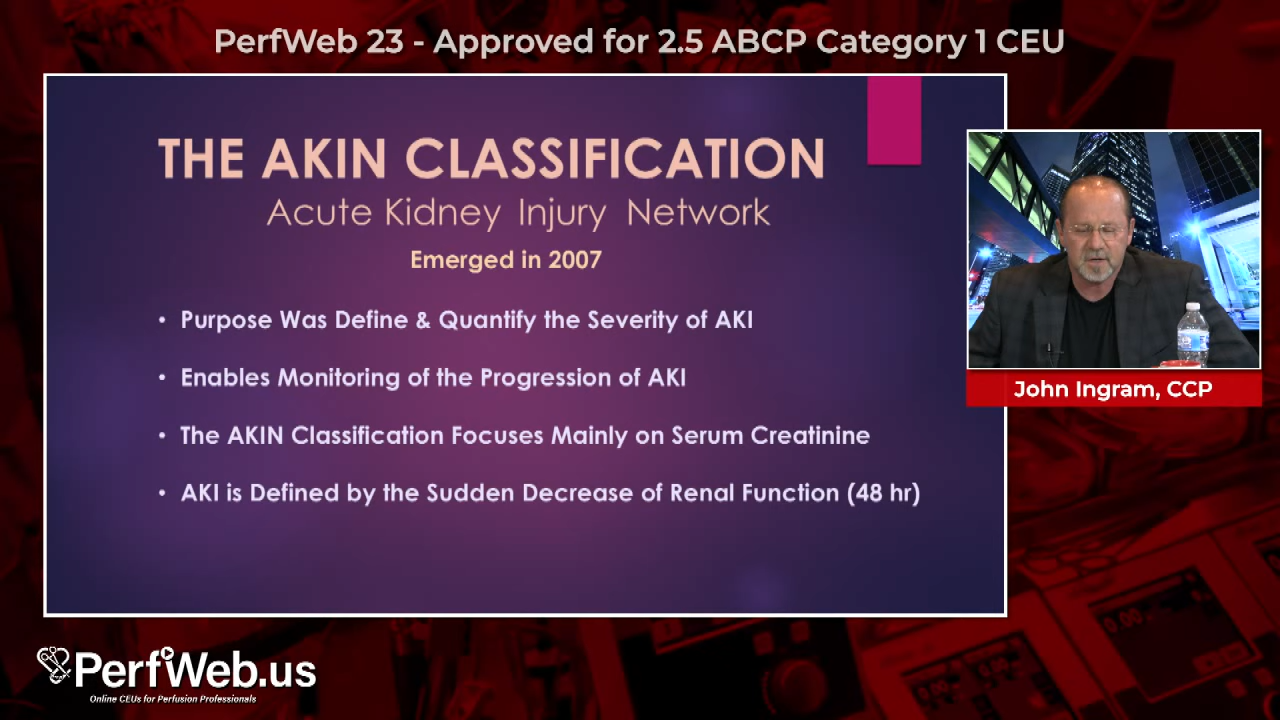 PerfWeb 23 - Approved for 2.5 ABCP Category 1 CEU
THE AKIN CLASSIFICATION
Acute Kidney Injury Network
Emerged in 2007
• Purpose Was Define & Quantify the Severity of AKI
• Enables Monitoring of the Progression of AKI
• The AKIN Classification Focuses Mainly on Serum Creatinine
• AKI is Defined by the Sudden Decrease of Renal Function (48 hr)
John Ingram, CCP
PerfWeb.us
Online CEUs for Perfusion Professionals